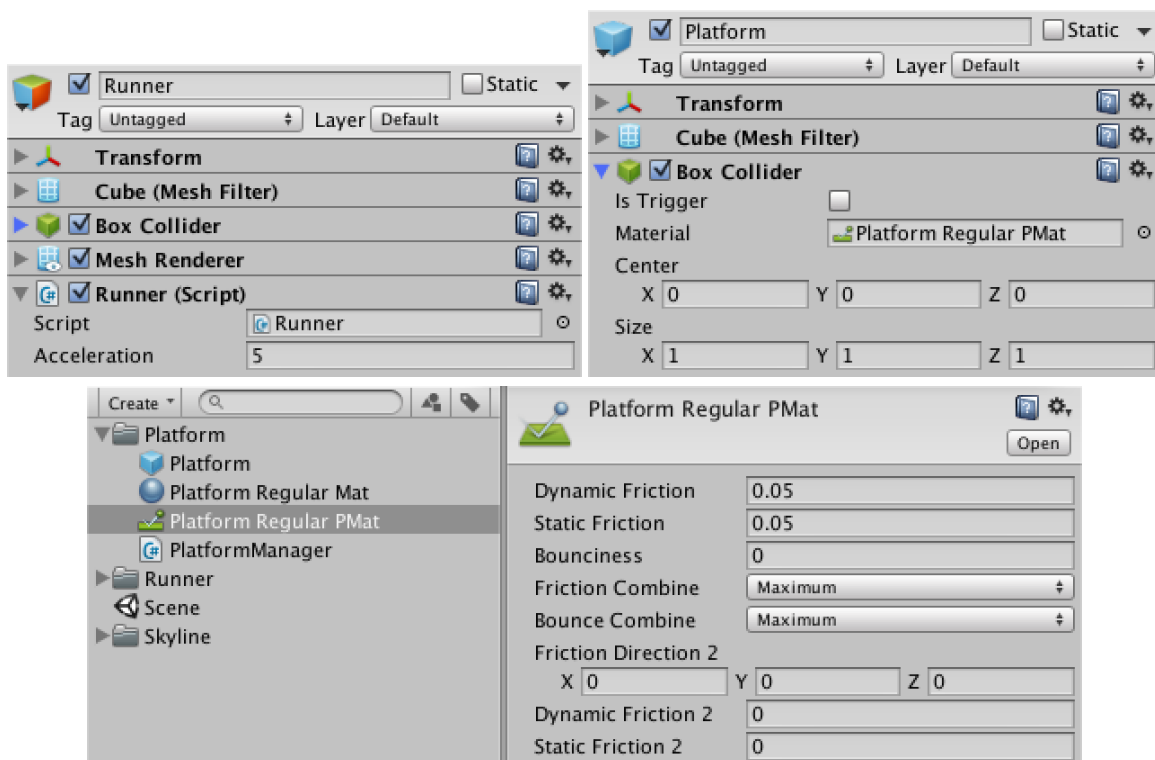 Runner Static
Tag Untagged Layer Default
Transform
Cube (Mesh Filter)
Box Collider
Mesh Renderer
Runner (Script)
Script Runner
Acceleration 5
Platform Static
Tag Untagged Layer Default
Transform
Cube (Mesh Filter)
Box Collider
Is Trigger
Material Platform Regular PMat
Center
X 0 Y 0 Z 0
Size
X 1 Y 1 Z 1
Create
Platform
Platform
Platform Regular Mat
Platform Regular PMat
PlatformManager
Runner
Scene
Skyline
Platform Regular PMat
Open
Dynamic Friction 0.05
Static Friction 0.05
Bounciness 0
Friction Combine Maximum
Bounce Combine Maximum
Friction Direction 2
X 0 Y 0 Z 0
Dynamic Friction 2 0
Static Friction 2 0